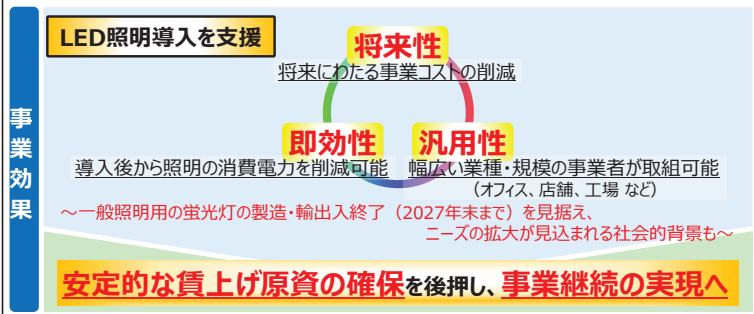 事業効果
LED照明導入を支援
将来性
将来にわたる事業コストの削減
即効性
導入後から照明の消費電力を削減可能
汎用性
幅広い業種・規模の事業者が取組可能
（オフィス、店舗、工場 など）
～一般照明用の蛍光灯の製造・輸出入終了（2027年末まで）を見据え、
ニーズの拡大が見込まれる社会的背景も～
安定的な賃上げ原資の確保を後押し、事業継続の実現へ